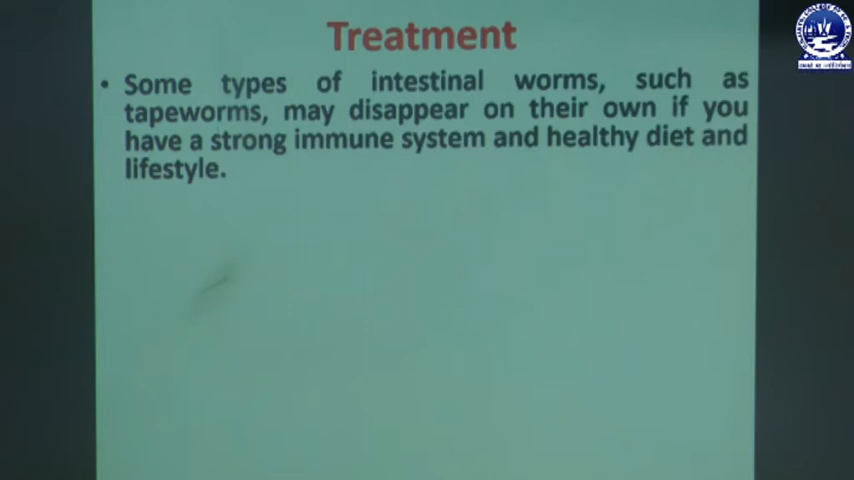 Treatment
• Some types of intestinal worms, such as
tapeworms, may disappear on their own if you
have a strong immune system and healthy diet and
lifestyle.